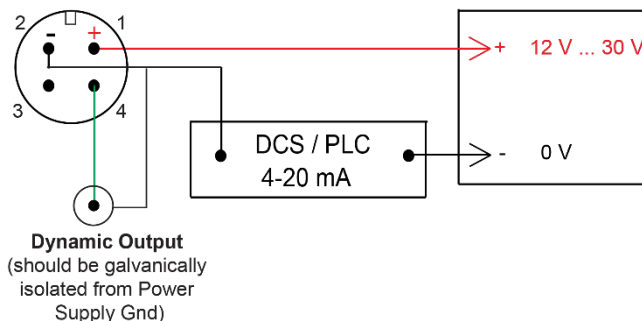 2 - + 1
3 4
+ 12 V ... 30 V
DCS / PLC
4-20 mA
- 0 V
Dynamic Output
(should be galvanically
isolated from Power
Supply Gnd)